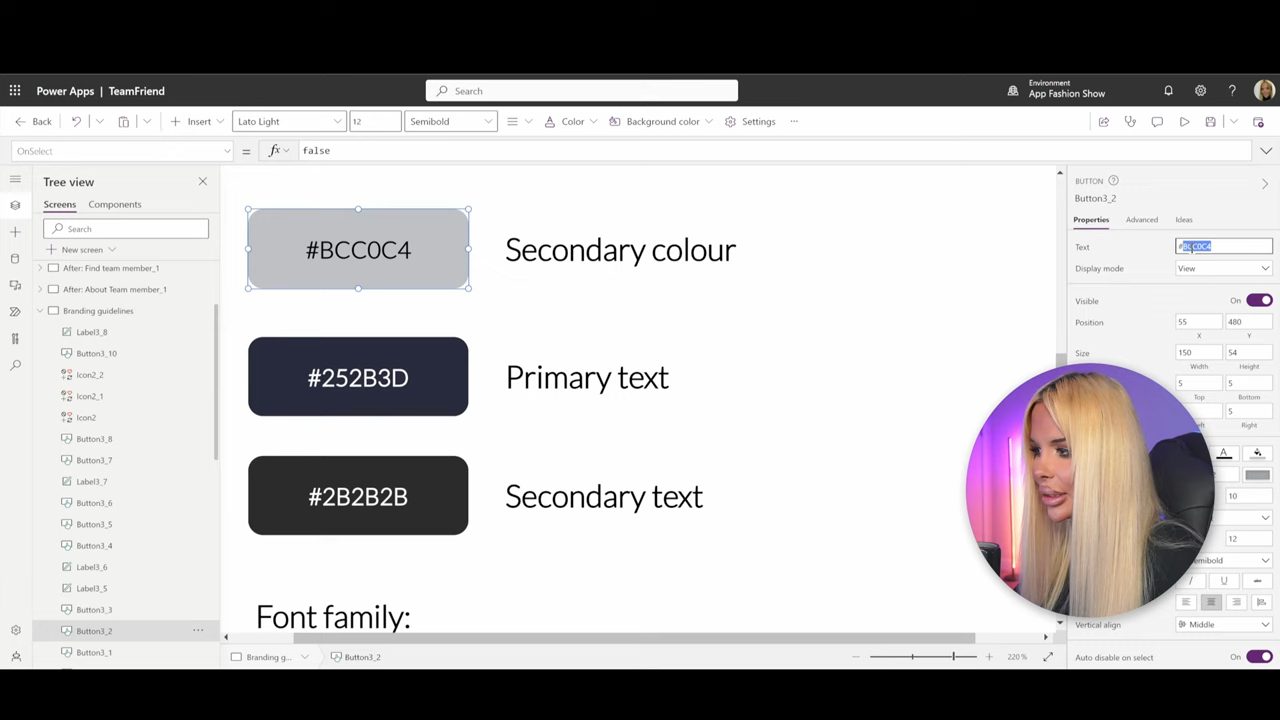 Power Apps | TeamFriend
Search
Environment
App Fashion Show
Back
Insert
Lato Light
12
Semibold
Color
Background color
Settings
OnSelect
=
fx
false
Tree view
Screens
Components
Search
New screen
After: Find team member_1
After: About Team member_1
Branding guidelines
Label3_8
Button3_10
Icon2_2
Icon2_1
Icon2
Button3_8
Button3_7
Label3_7
Button3_6
Button3_5
Button3_4
Label3_6
Label3_5
Button3_3
Button3_2
Button3_1
#BCC0C4
Secondary colour
#252B3D
Primary text
#2B2B2B
Secondary text
Font family:
Branding g...
Button3_2
220 %
BUTTON
Button3_2
Properties
Advanced
Ideas
Text
#BCC0C4
Display mode
View
Visible
On
Position
55
480
X
Y
Size
150
54
Width
Height
5
5
Top
Bottom
5
Right
10
12
Vertical align
Middle
Auto disable on select
On